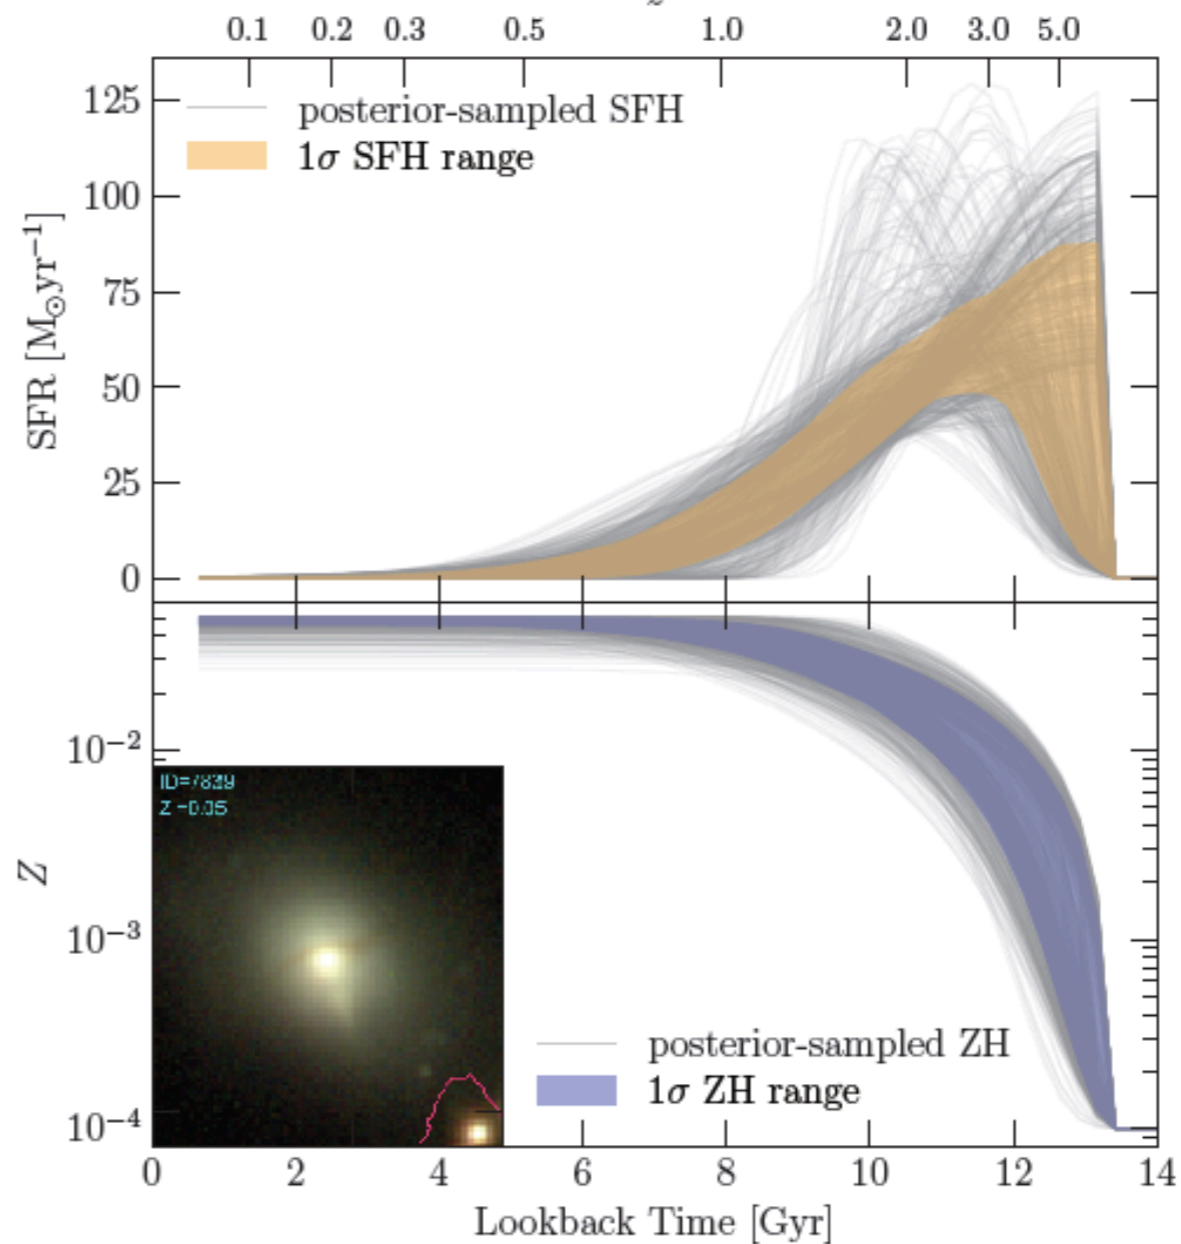 z
0.1 0.2 0.3 0.5 1.0 2.0 3.0 5.0
125
100
75
50
25
0
SFR [M⊙yr⁻¹]
posterior-sampled SFH
1σ SFH range
10⁻²
10⁻³
10⁻⁴
Z
Z =0.05
posterior-sampled ZH
1σ ZH range
0 2 4 6 8 10 12 14
Lookback Time [Gyr]